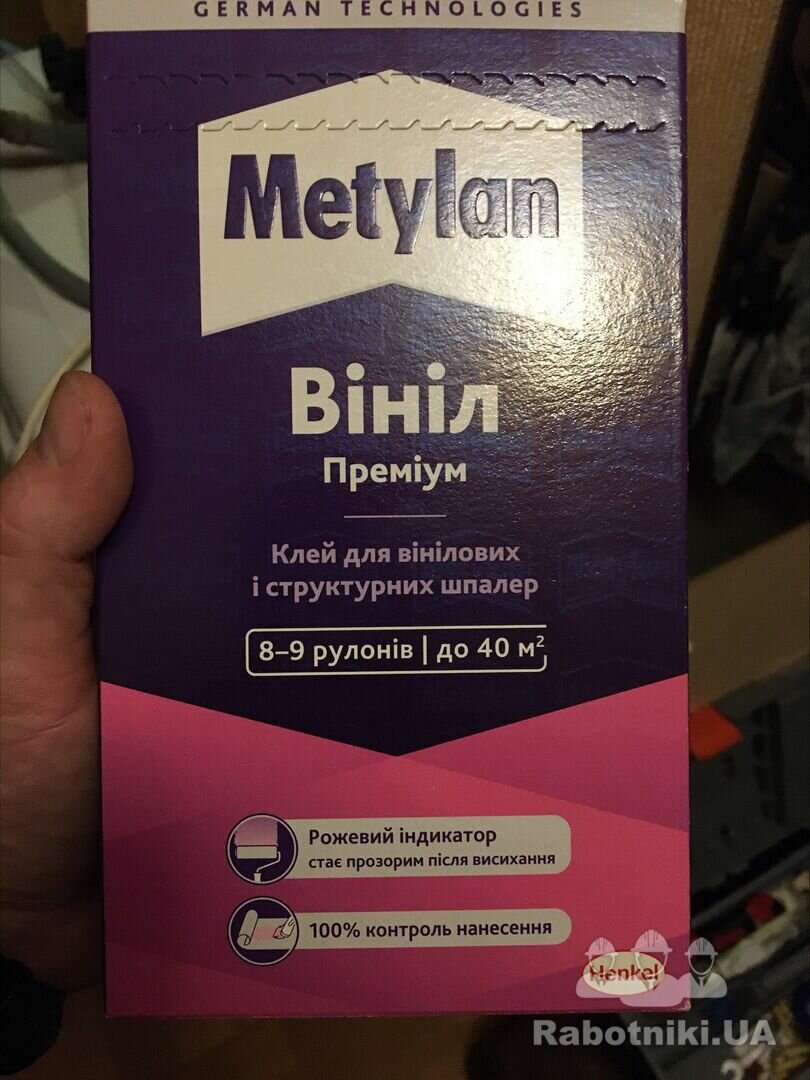 GERMAN TECHNOLOGIES
Metylan
Вініл
Преміум
Клей для вінілових
і структурних шпалер
8–9 рулонів | до 40 м²
Рожевий індикатор
стає прозорим після висихання
100% контроль нанесення
Henkel
Rabotniki.UA